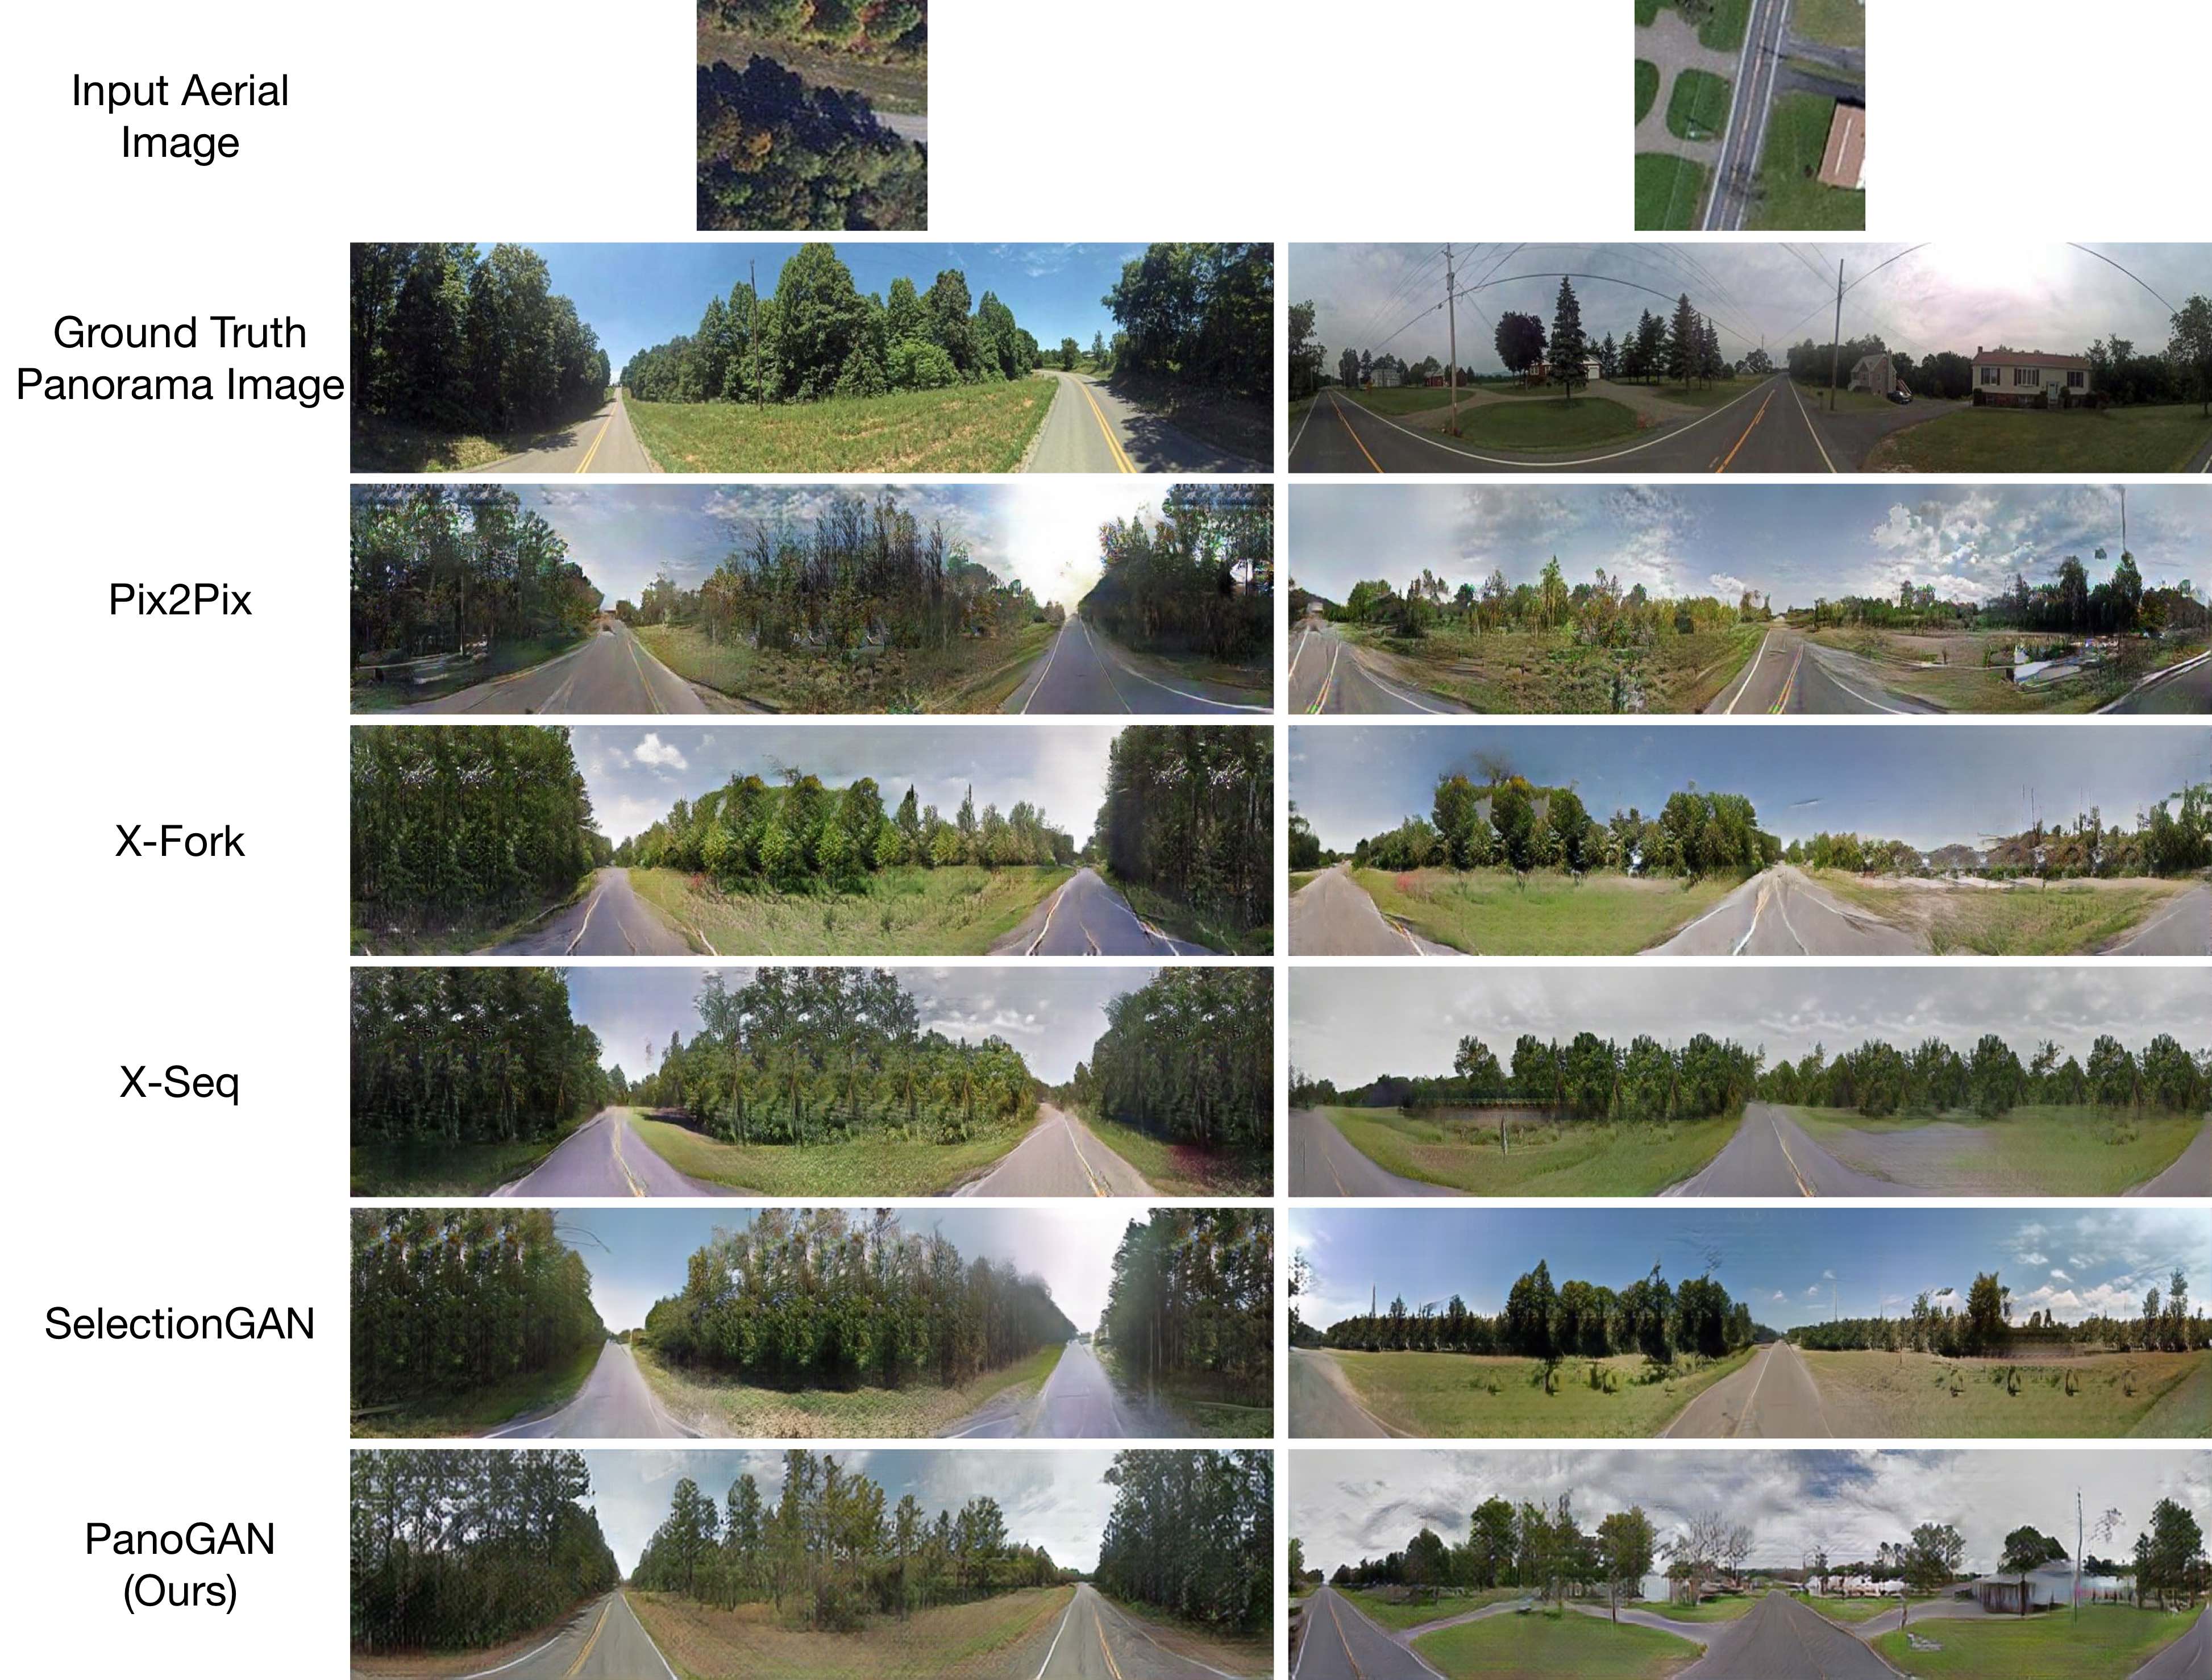 Input Aerial
Image
Ground Truth
Panorama Image
Pix2Pix
X-Fork
X-Seq
SelectionGAN
PanoGAN
(Ours)